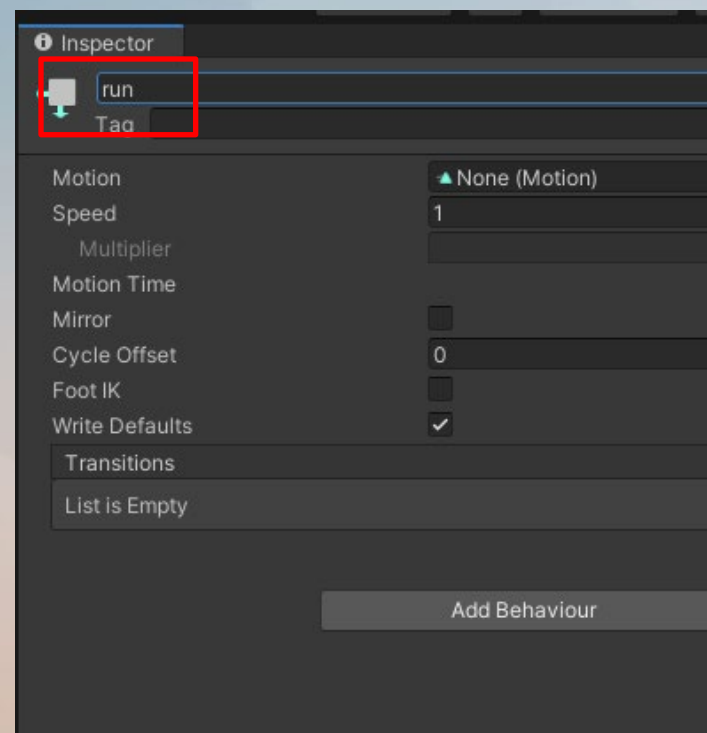 Inspector
run
Tag
Motion None (Motion)
Speed 1
Multiplier
Motion Time
Mirror
Cycle Offset 0
Foot IK
Write Defaults
Transitions
List is Empty
Add Behaviour